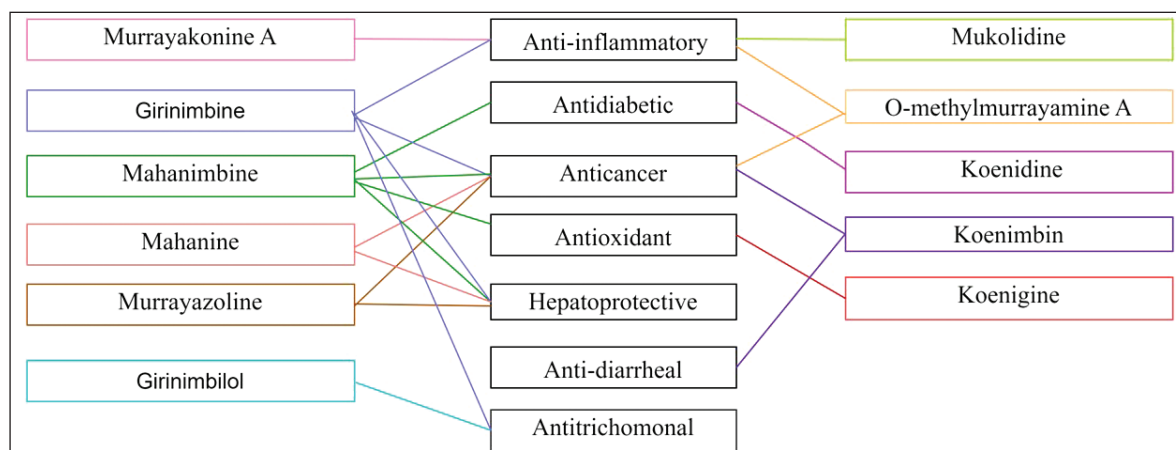 Murrayakonine A
Girinimbine
Mahanimbine
Mahanine
Murrayazoline
Girinimbilol
Anti-inflammatory
Antidiabetic
Anticancer
Antioxidant
Hepatoprotective
Anti-diarrheal
Antitrichomonal
Mukolidine
O-methylmurrayamine A
Koenidine
Koenimbin
Koenigine